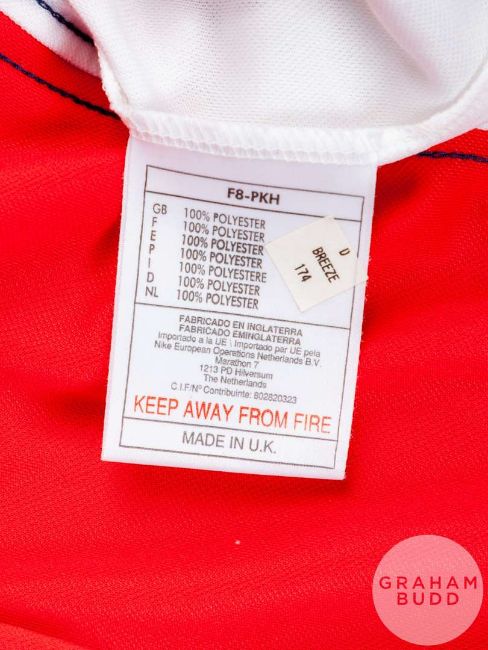 F8-PKH
GB 100% POLYESTER
F 100% POLYESTER
E 100% POLYESTER
P 100% POLYESTER
I 100% POLIESTERE
D 100% POLYESTER
NL 100% POLYESTER
D
BREEZE
174
FABRICADO EN INGLATERRA
FABRICADO EMINGLATERRA
Importado a la UE \ Importado par UE pela
Nike European Operations Netherlands B.V.
Marathon 7
1213 PD Hilversum
The Netherlands
C.I.F/Nº Contribuinte: 802820323
KEEP AWAY FROM FIRE
MADE IN U.K.
GRAHAM
BUDD